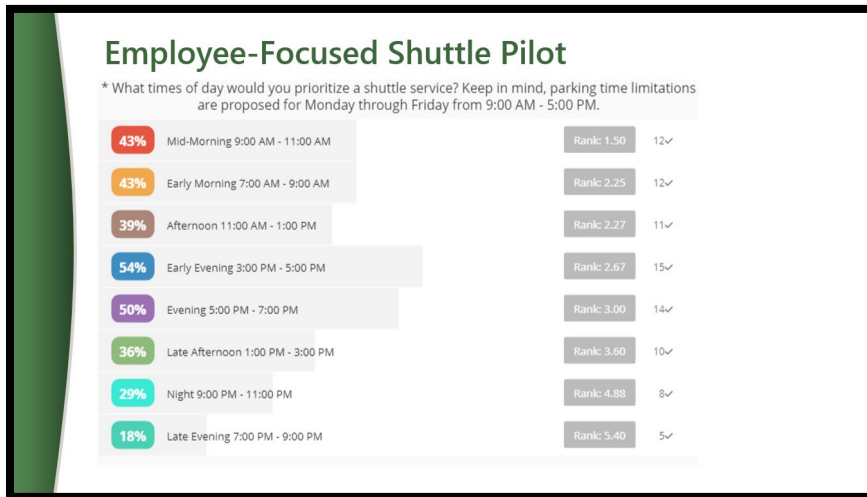 Employee-Focused Shuttle Pilot
* What times of day would you prioritize a shuttle service? Keep in mind, parking time limitations
are proposed for Monday through Friday from 9:00 AM - 5:00 PM.
43% Mid-Morning 9:00 AM - 11:00 AM Rank: 1.50 12✓
43% Early Morning 7:00 AM - 9:00 AM Rank: 2.25 12✓
39% Afternoon 11:00 AM - 1:00 PM Rank: 2.27 11✓
54% Early Evening 3:00 PM - 5:00 PM Rank: 2.67 15✓
50% Evening 5:00 PM - 7:00 PM Rank: 3.00 14✓
36% Late Afternoon 1:00 PM - 3:00 PM Rank: 3.60 10✓
29% Night 9:00 PM - 11:00 PM Rank: 4.88 8✓
18% Late Evening 7:00 PM - 9:00 PM Rank: 5.40 5✓